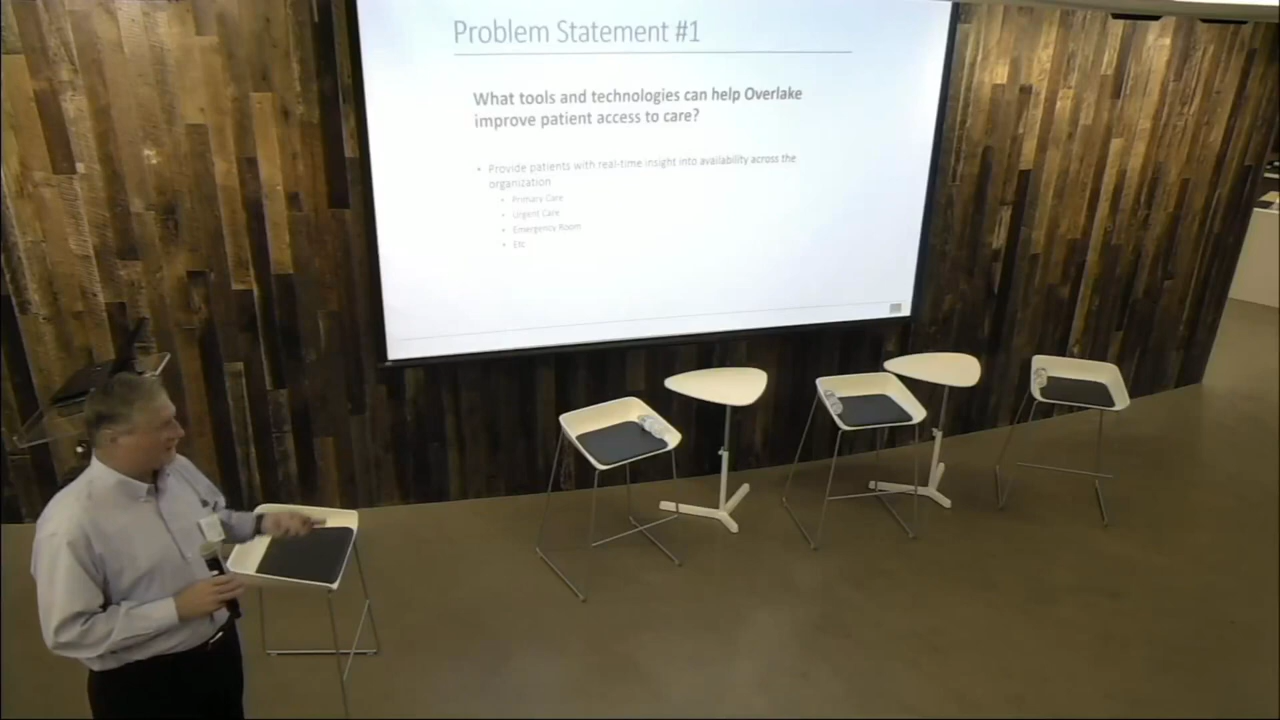 Problem Statement #1
What tools and technologies can help Overlake
improve patient access to care?
• Provide patients with real-time insight into availability across the
organization
• Primary Care
• Urgent Care
• Emergency Room
• Etc